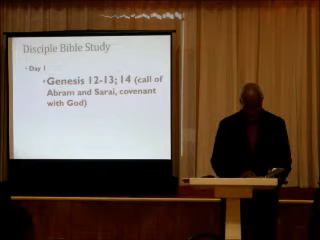 Disciple Bible Study
• Day 1
• Genesis 12-13; 14 (call of
Abram and Sarai, covenant
with God)